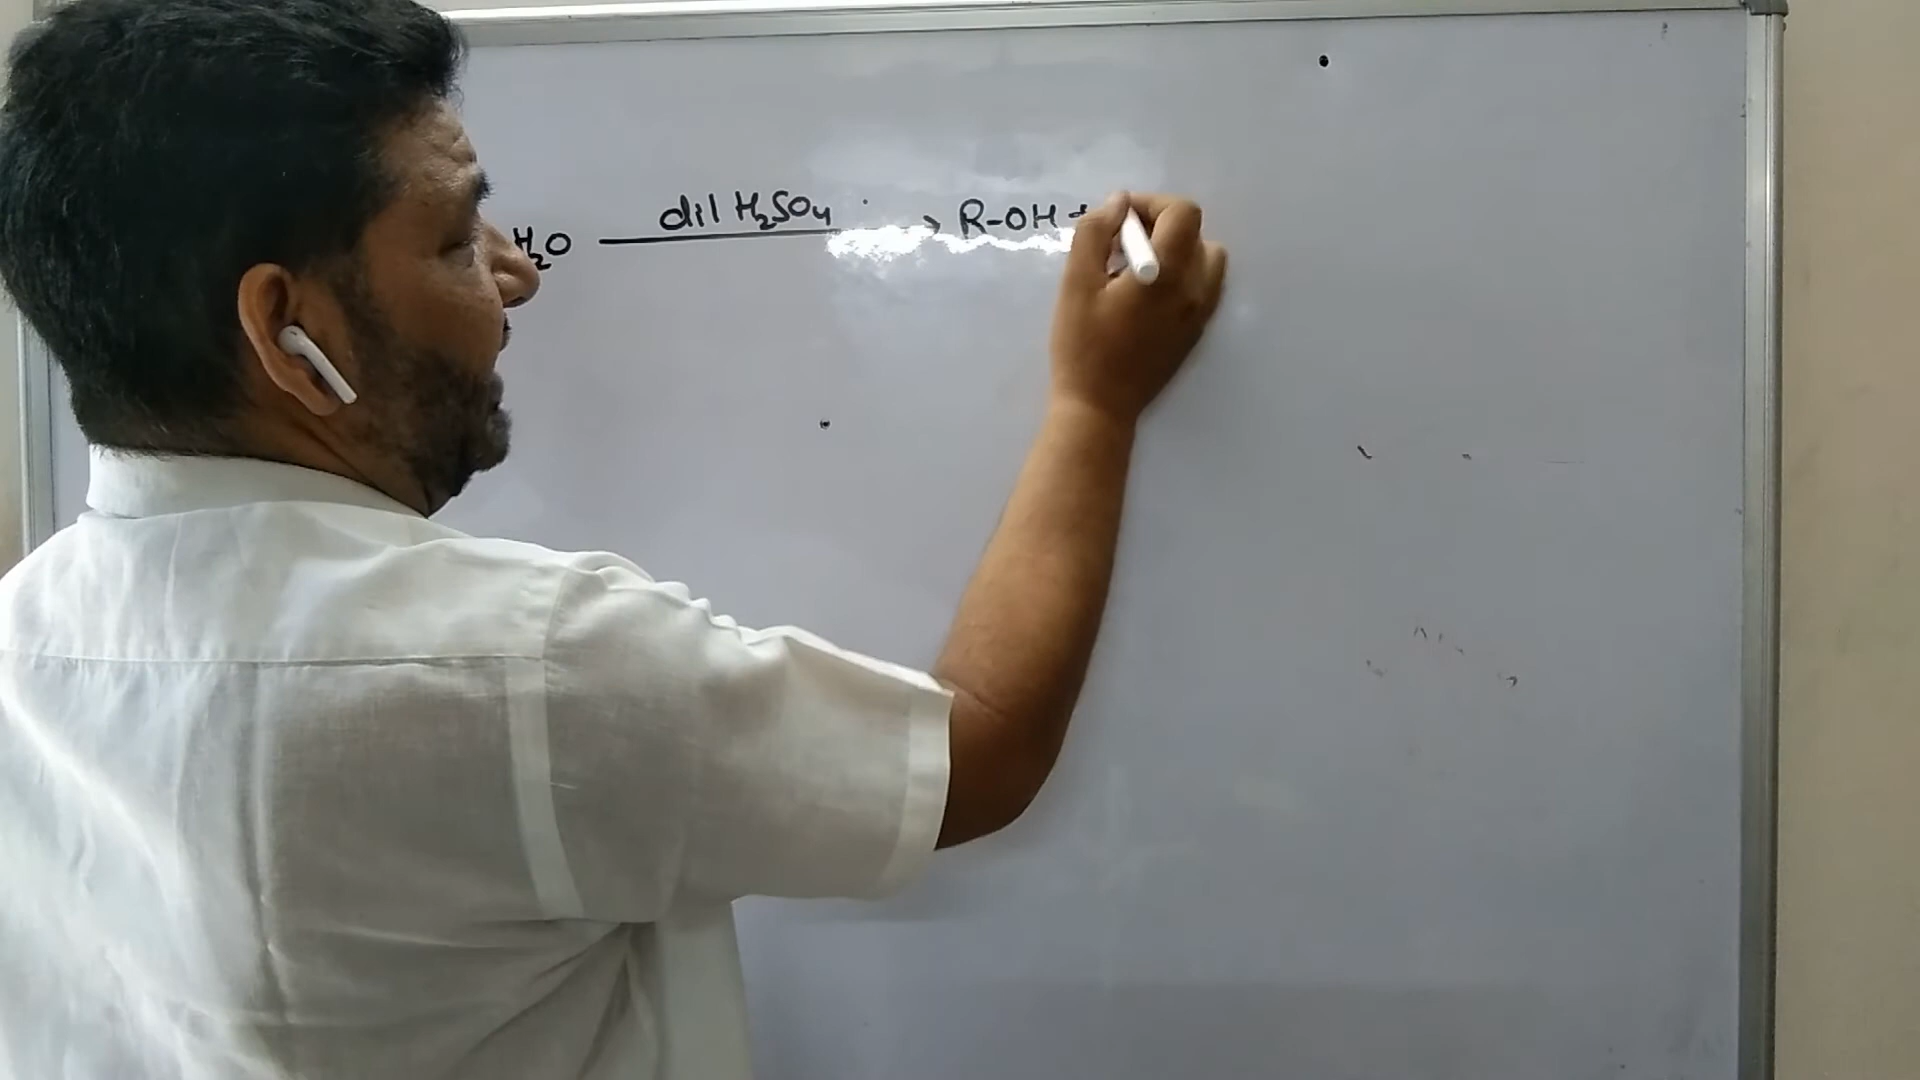 H₂O dil H₂SO₄ → R-OH +